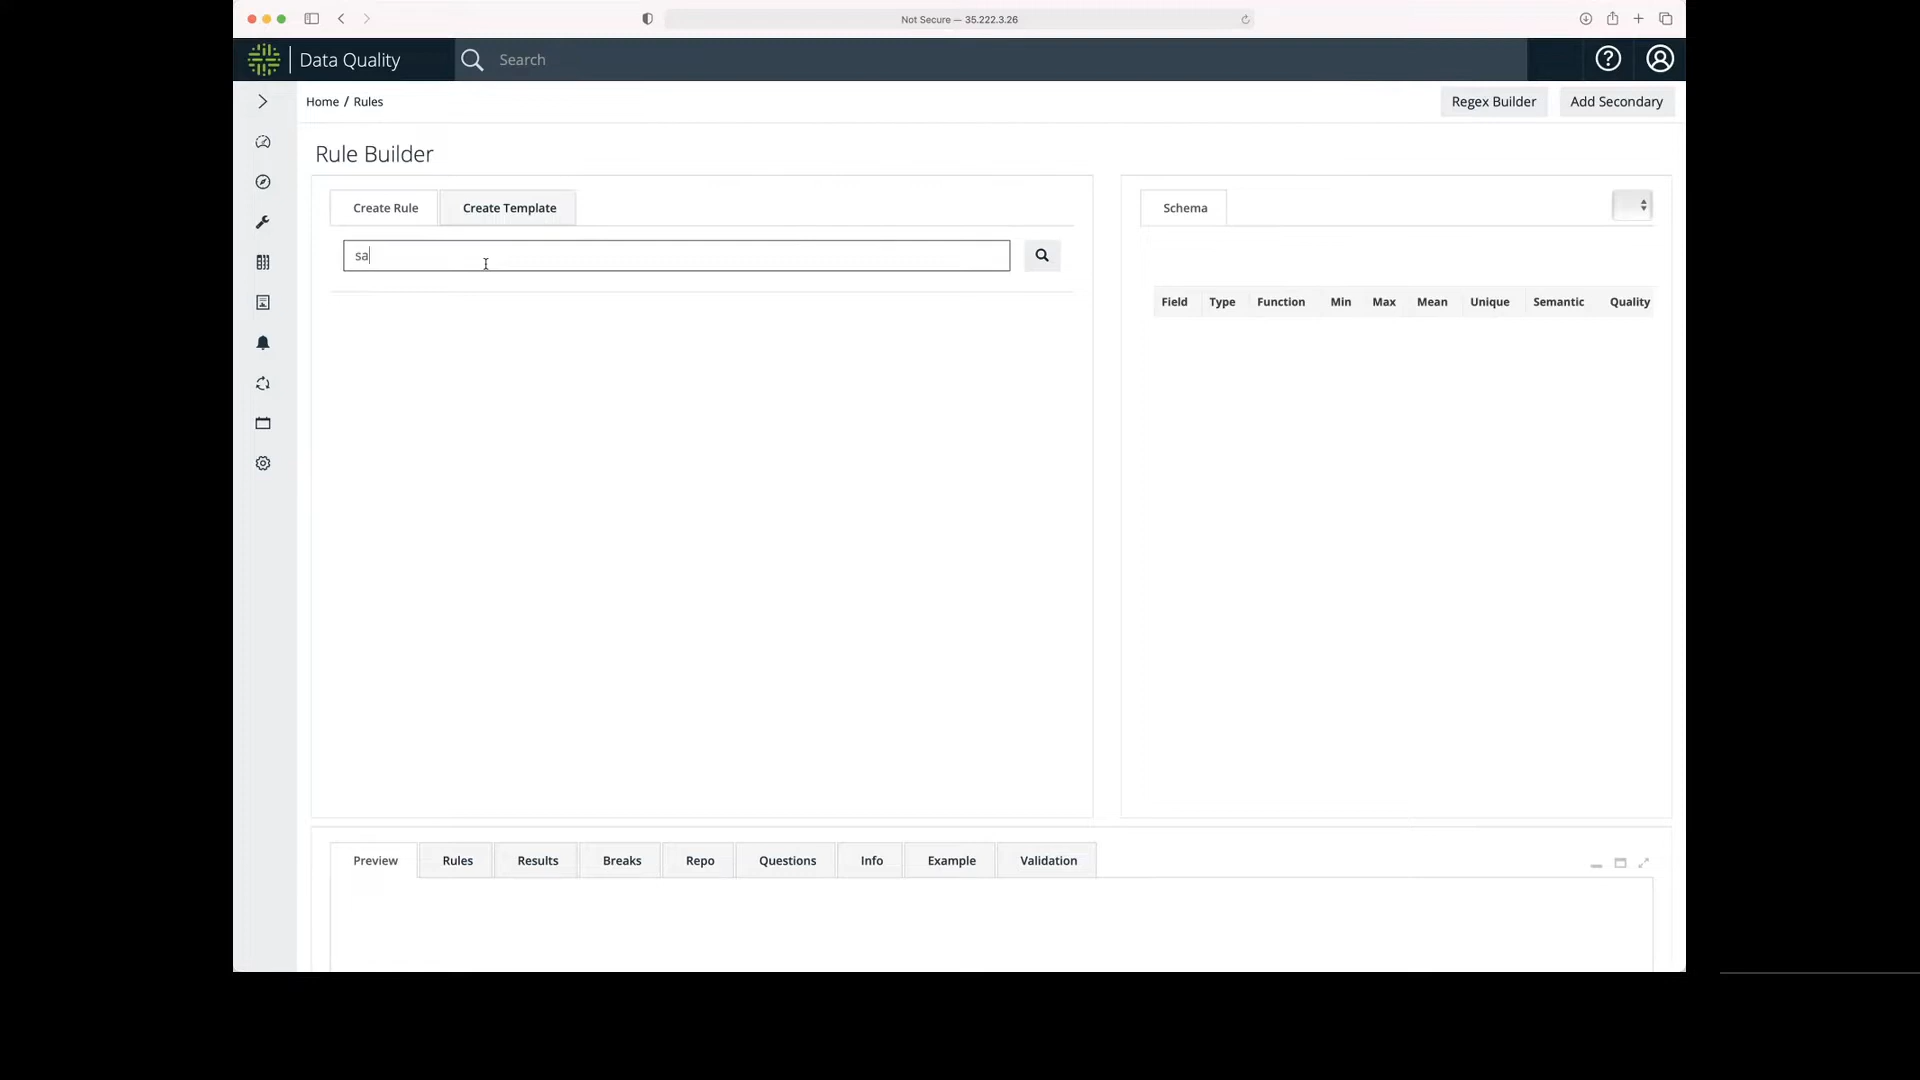 Not Secure — 35.222.3.26
Data Quality
Search
Home / Rules
Regex Builder
Add Secondary
Rule Builder
Create Rule
Create Template
Schema
sa
Field Type Function Min Max Mean Unique Semantic Quality
Preview
Rules
Results
Breaks
Repo
Questions
Info
Example
Validation